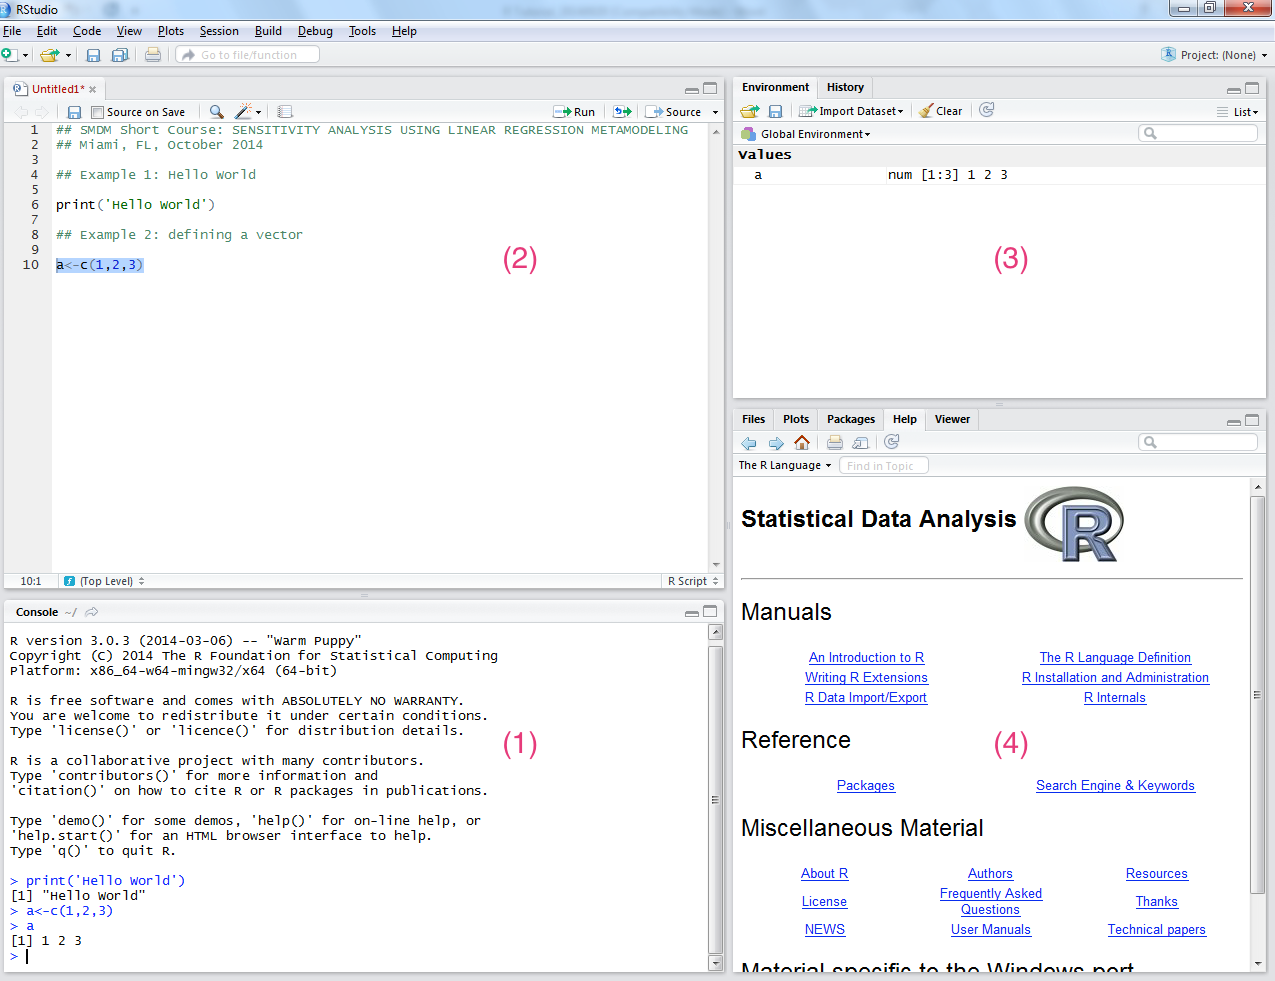 RStudio
File Edit Code View Plots Session Build Debug Tools Help
Go to file/function Project: (None)
Untitled1*
Source on Save Run Source
1 ## SMDM Short Course: SENSITIVITY ANALYSIS USING LINEAR REGRESSION METAMODELING
2 ## Miami, FL, October 2014
3
4 ## Example 1: Hello World
5
6 print('Hello World')
7
8 ## Example 2: defining a vector
9
10 a<-c(1,2,3)
(2)
10:1 (Top Level) R Script
Console ~/
R version 3.0.3 (2014-03-06) -- "Warm Puppy"
Copyright (C) 2014 The R Foundation for Statistical Computing
Platform: x86_64-w64-mingw32/x64 (64-bit)
R is free software and comes with ABSOLUTELY NO WARRANTY.
You are welcome to redistribute it under certain conditions.
Type 'license()' or 'licence()' for distribution details.
(1)
R is a collaborative project with many contributors.
Type 'contributors()' for more information and
'citation()' on how to cite R or R packages in publications.
Type 'demo()' for some demos, 'help()' for on-line help, or
'help.start()' for an HTML browser interface to help.
Type 'q()' to quit R.
> print('Hello World')
[1] "Hello World"
> a<-c(1,2,3)
> a
[1] 1 2 3
>
Environment History
Import Dataset Clear List
Global Environment
Values
a num [1:3] 1 2 3
(3)
Files Plots Packages Help Viewer
The R Language Find in Topic
Statistical Data Analysis R
Manuals
An Introduction to R The R Language Definition
Writing R Extensions R Installation and Administration
R Data Import/Export R Internals
Reference (4)
Packages Search Engine & Keywords
Miscellaneous Material
About R Authors Resources
License Frequently Asked Questions Thanks
NEWS User Manuals Technical papers
Material specific to the Windows port